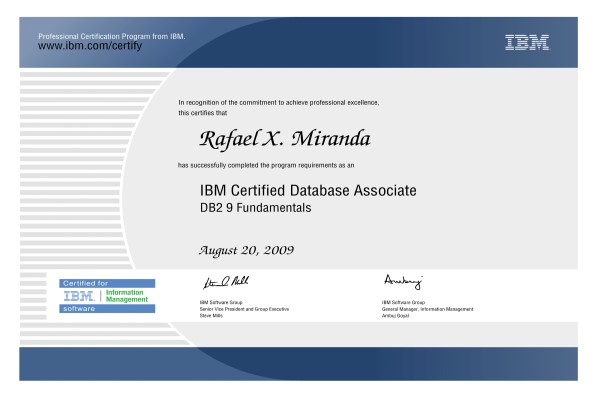 Professional Certification Program from IBM.
www.ibm.com/certify
IBM
In recognition of the commitment to achieve professional excellence,
this certifies that
Rafael X. Miranda
has successfully completed the program requirements as an
IBM Certified Database Associate
DB2 9 Fundamentals
August 20, 2009
Certified for
IBM. Information
Management
software
IBM Software Group
Senior Vice President and Group Executive
Steve Mills
IBM Software Group
General Manager, Information Management
Ambuj Goyal